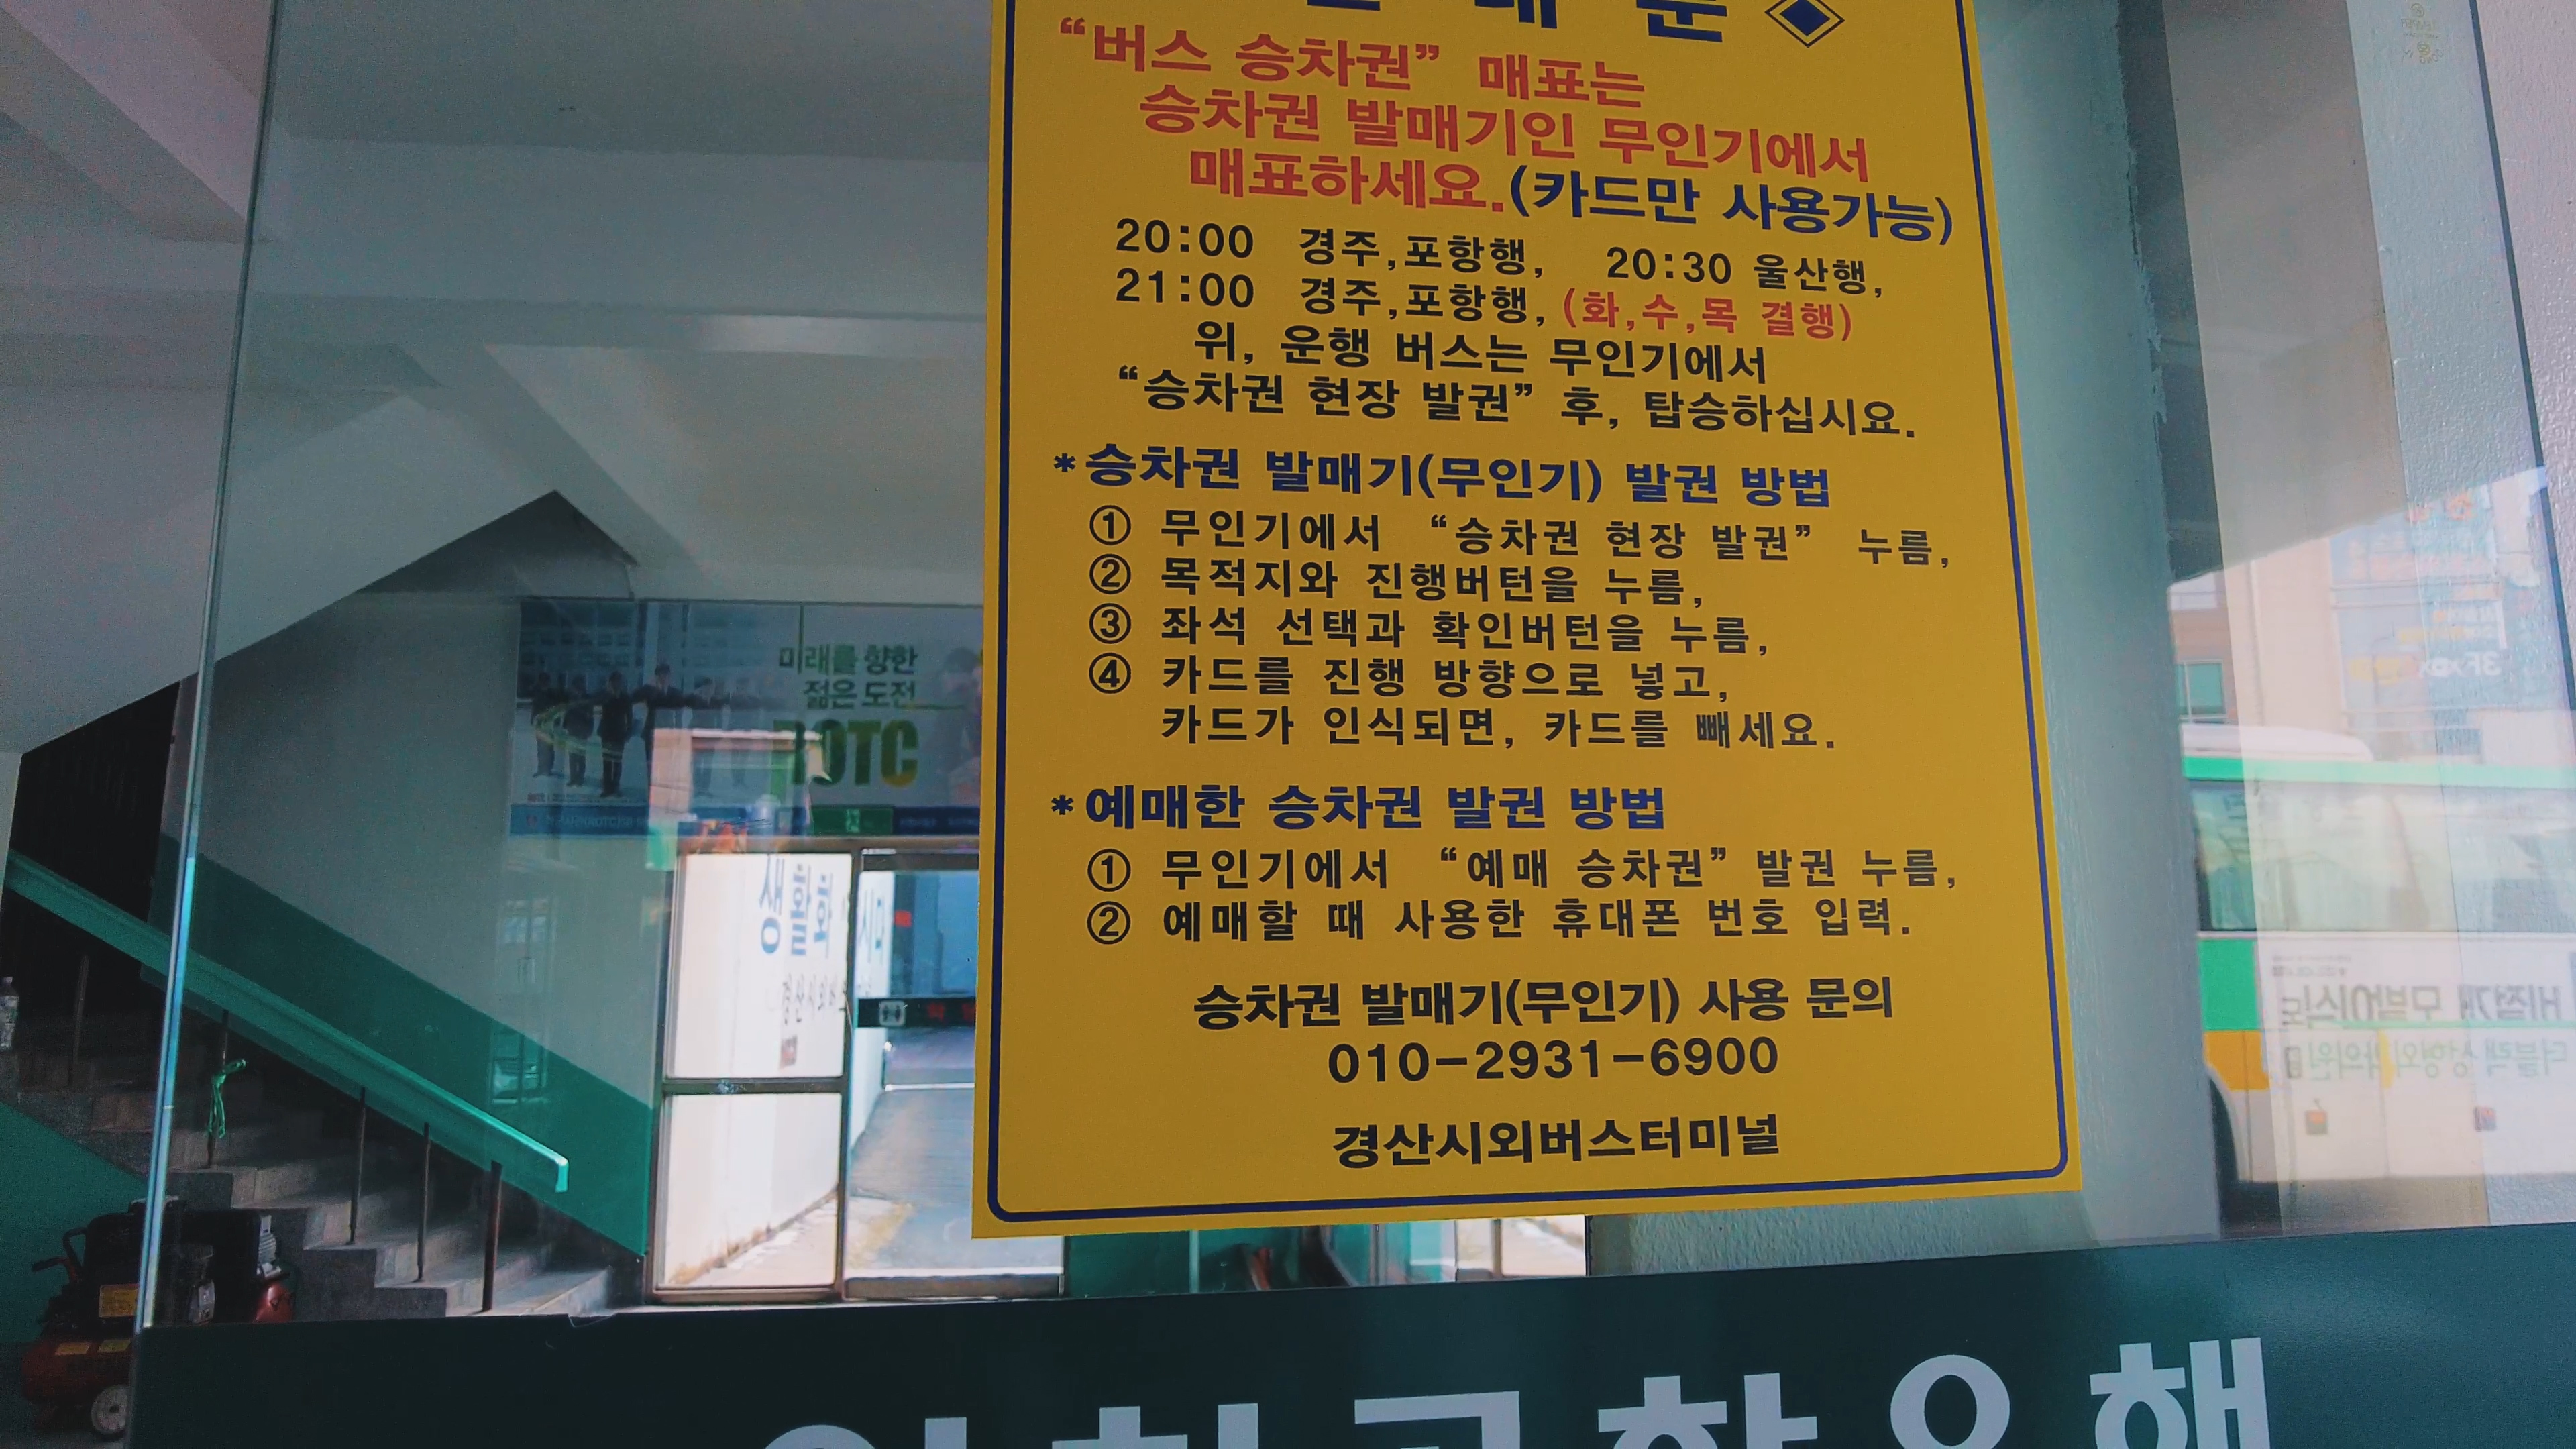 “버스 승차권” 매표는
승차권 발매기인 무인기에서
매표하세요.(카드만 사용가능)
20:00 경주,포항행, 20:30 울산행,
21:00 경주,포항행,(화,수,목 결행)
위, 운행 버스는 무인기에서
“승차권 현장 발권” 후, 탑승하십시요.
*승차권 발매기(무인기) 발권 방법
① 무인기에서 “승차권 현장 발권” 누름,
② 목적지와 진행버턴을 누름,
③ 좌석 선택과 확인버턴을 누름,
④ 카드를 진행 방향으로 넣고,
카드가 인식되면, 카드를 빼세요.
*예매한 승차권 발권 방법
① 무인기에서 “예매 승차권” 발권 누름,
② 예매할 때 사용한 휴대폰 번호 입력.
승차권 발매기(무인기) 사용 문의
010-2931-6900
경산시외버스터미널
미래를 향한
젊은 도전
ROTC
생활화